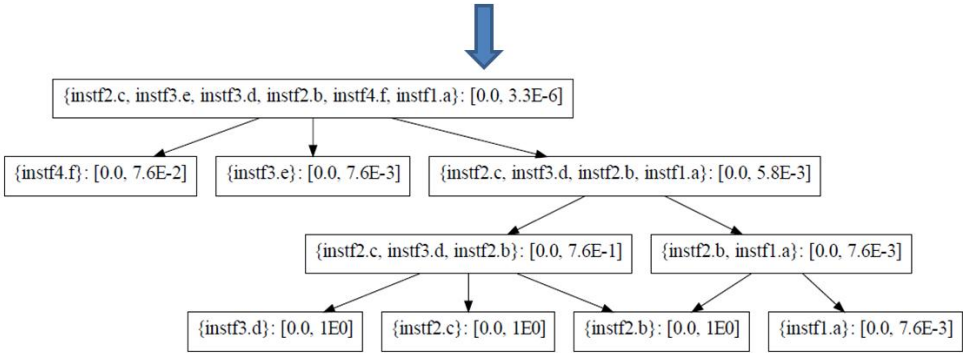 {instf2.c, instf3.e, instf3.d, instf2.b, instf4.f, instf1.a}: [0.0, 3.3E-6]
{instf4.f}: [0.0, 7.6E-2]
{instf3.e}: [0.0, 7.6E-3]
{instf2.c, instf3.d, instf2.b, instf1.a}: [0.0, 5.8E-3]
{instf2.c, instf3.d, instf2.b}: [0.0, 7.6E-1]
{instf2.b, instf1.a}: [0.0, 7.6E-3]
{instf3.d}: [0.0, 1E0]
{instf2.c}: [0.0, 1E0]
{instf2.b}: [0.0, 1E0]
{instf1.a}: [0.0, 7.6E-3]